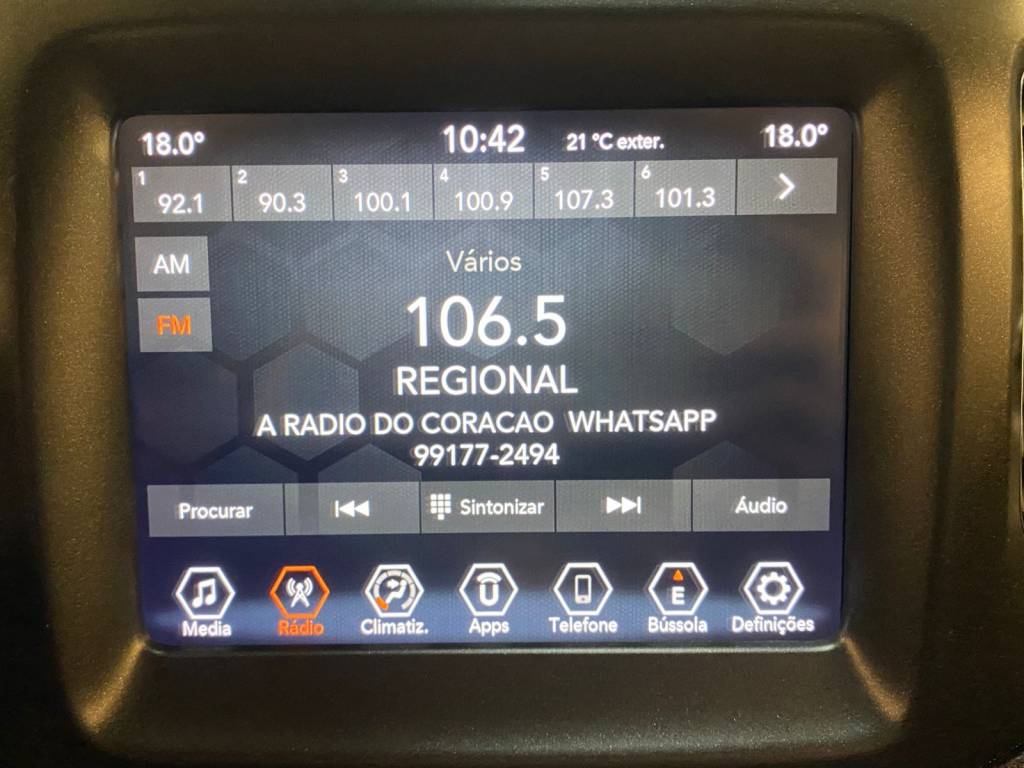 18.0° 10:42 21 °C exter. 18.0°
1 92.1 2 90.3 3 100.1 4 100.9 5 107.3 6 101.3
AM
Vários
FM
106.5
REGIONAL
A RADIO DO CORACAO WHATSAPP
99177-2494
Procurar Sintonizar Áudio
U E
Media Rádio Climatiz. Apps Telefone Bússola Definições